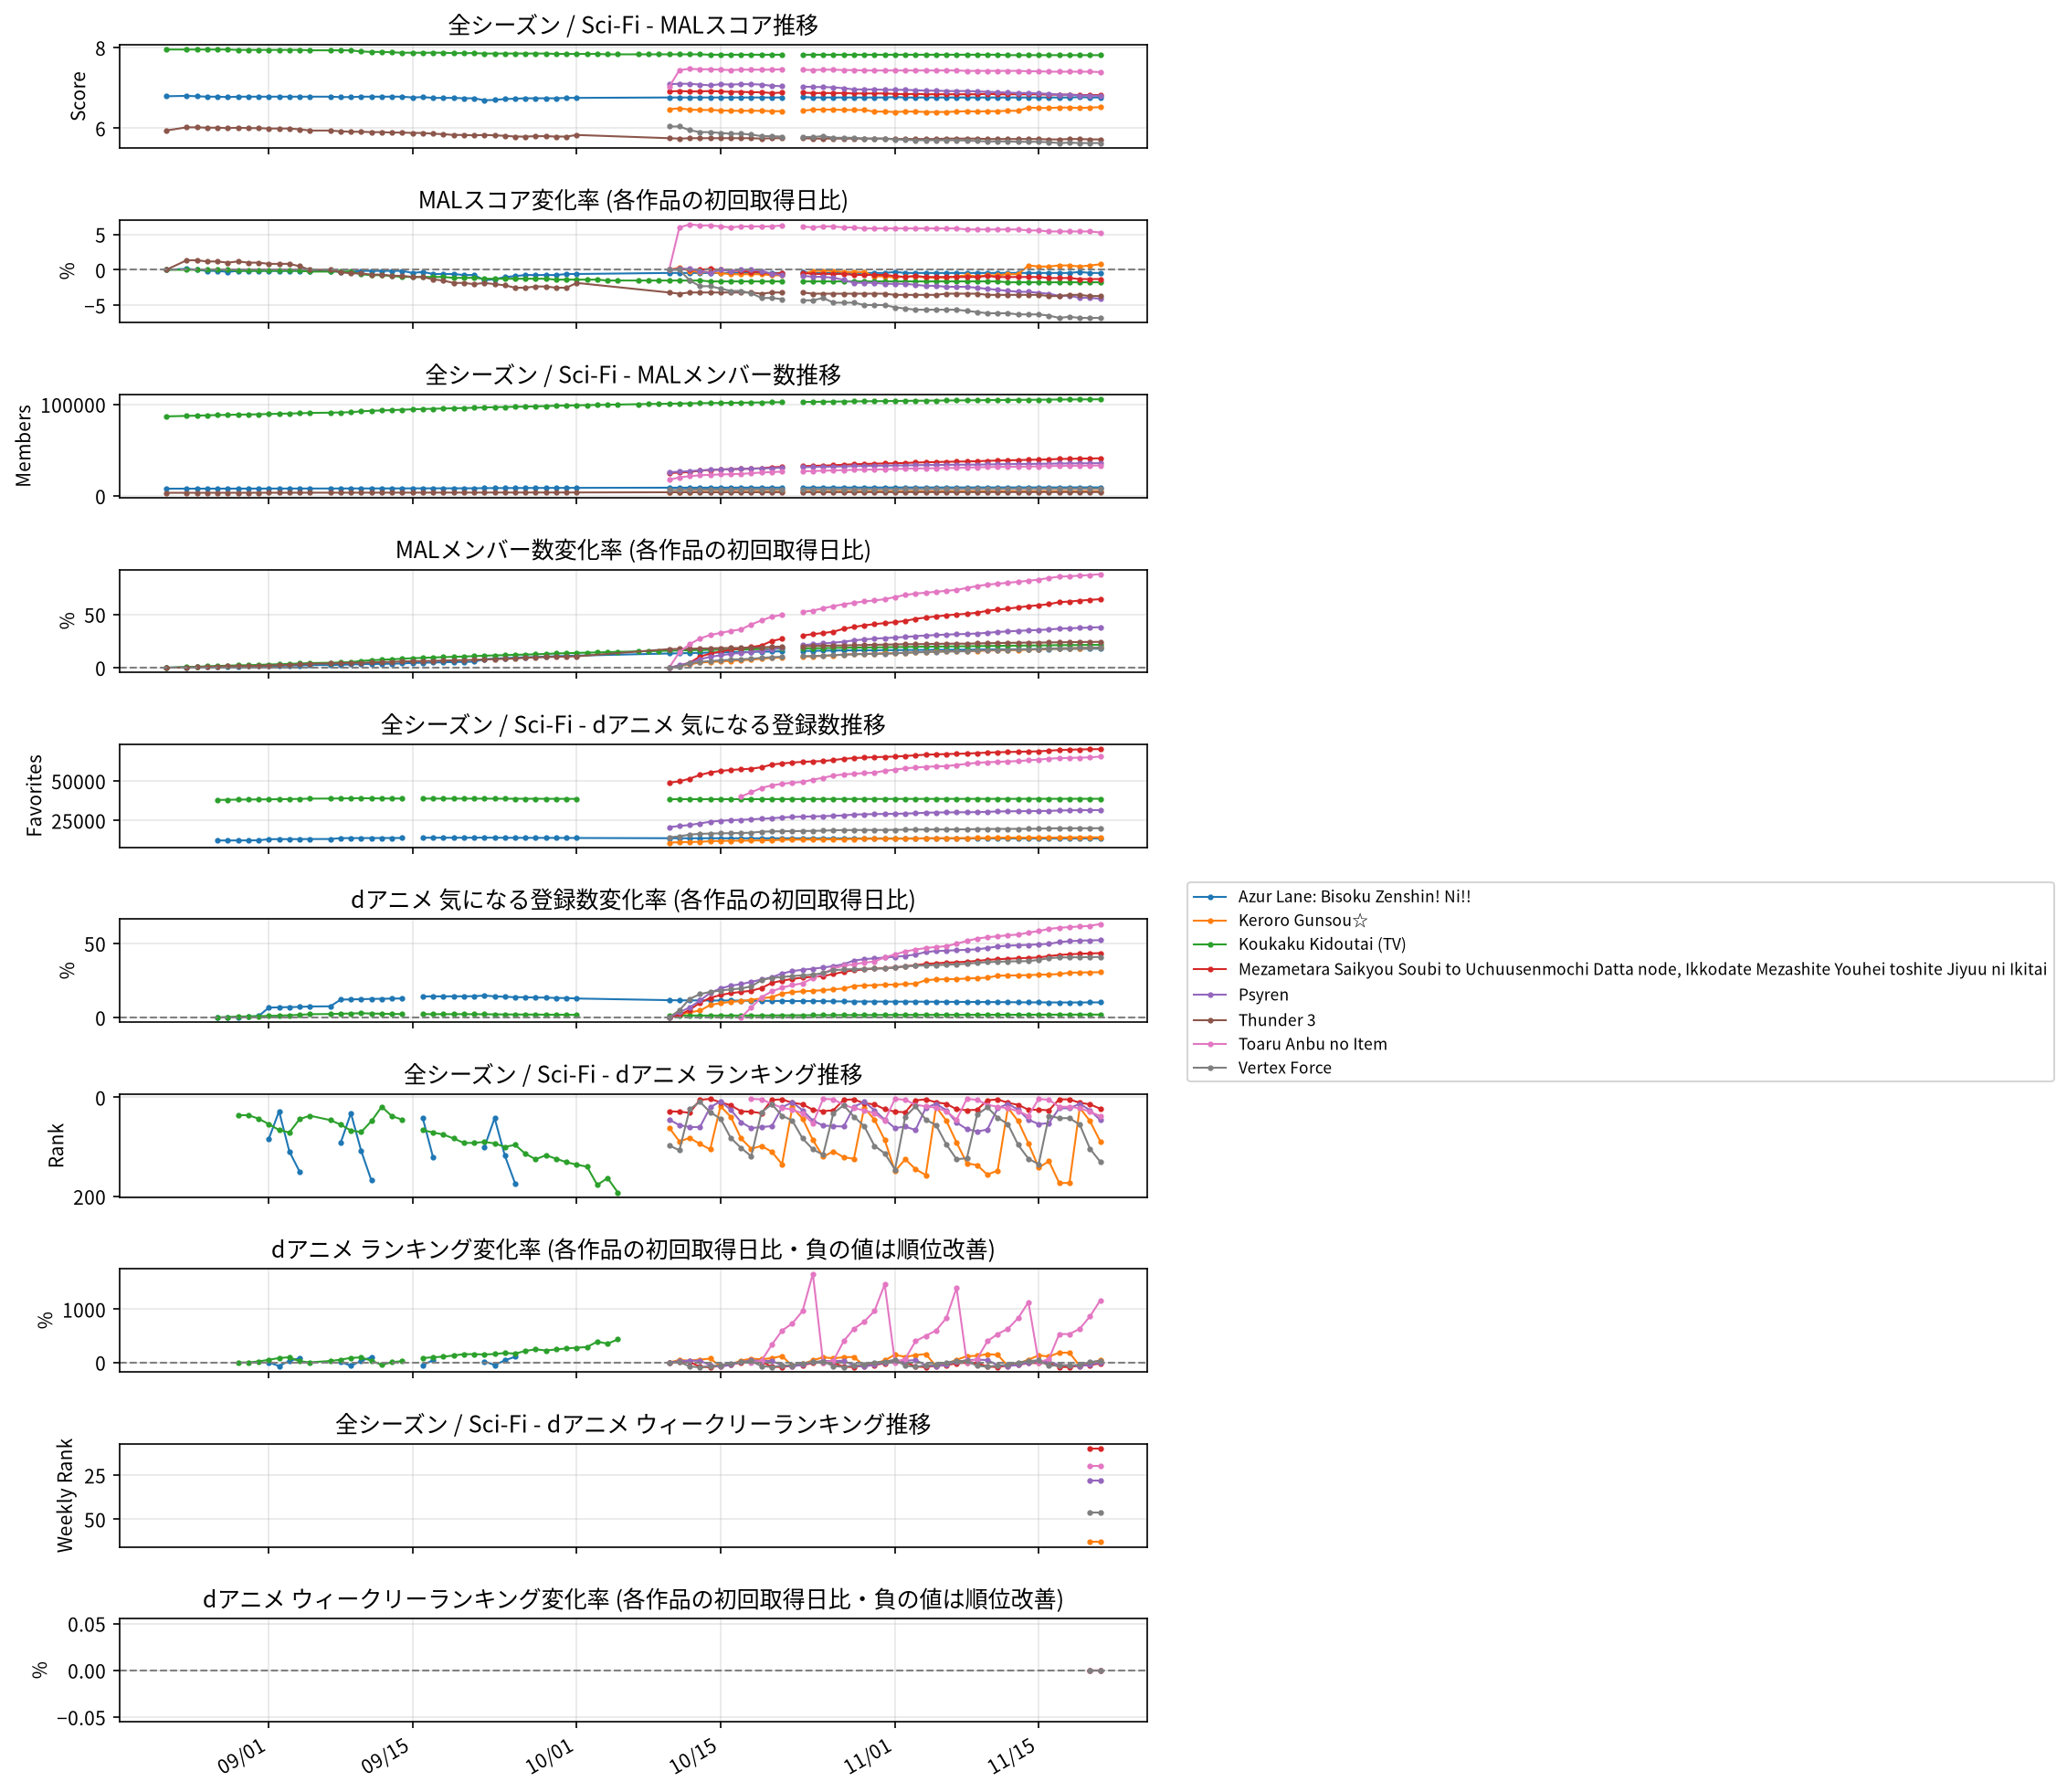 全シーズン / Sci-Fi - MALスコア推移
Score
8
6
MALスコア変化率 (各作品の初回取得日比)
%
5
0
−5
全シーズン / Sci-Fi - MALメンバー数推移
Members
100000
0
MALメンバー数変化率 (各作品の初回取得日比)
%
50
0
全シーズン / Sci-Fi - dアニメ 気になる登録数推移
Favorites
50000
25000
dアニメ 気になる登録数変化率 (各作品の初回取得日比)
%
50
0
Azur Lane: Bisoku Zenshin! Ni!!
Keroro Gunsou☆
Koukaku Kidoutai (TV)
Mezametara Saikyou Soubi to Uchuusenmochi Datta node, Ikkodate Mezashite Youhei toshite Jiyuu ni Ikitai
Psyren
Thunder 3
Toaru Anbu no Item
Vertex Force
全シーズン / Sci-Fi - dアニメ ランキング推移
Rank
0
200
dアニメ ランキング変化率 (各作品の初回取得日比・負の値は順位改善)
%
1000
0
全シーズン / Sci-Fi - dアニメ ウィークリーランキング推移
Weekly Rank
25
50
dアニメ ウィークリーランキング変化率 (各作品の初回取得日比・負の値は順位改善)
%
0.05
0.00
−0.05
09/01
09/15
10/01
10/15
11/01
11/15